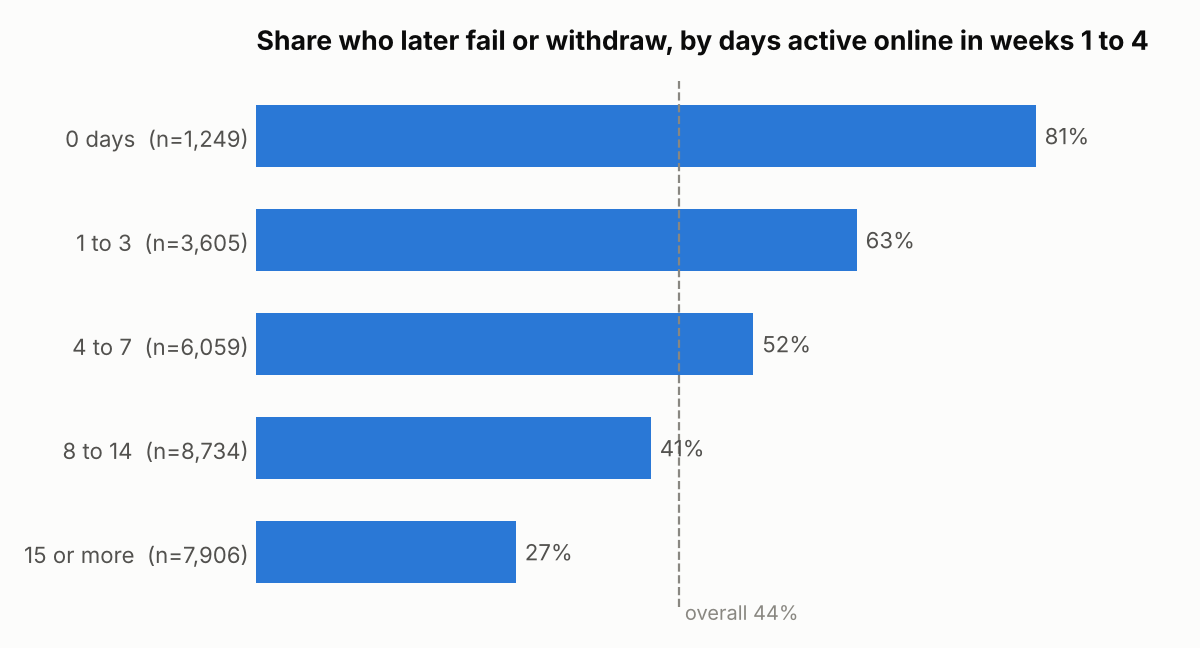 Share who later fail or withdraw, by days active online in weeks 1 to 4
0 days (n=1,249) 81%
1 to 3 (n=3,605) 63%
4 to 7 (n=6,059) 52%
8 to 14 (n=8,734) 41%
15 or more (n=7,906) 27%
overall 44%